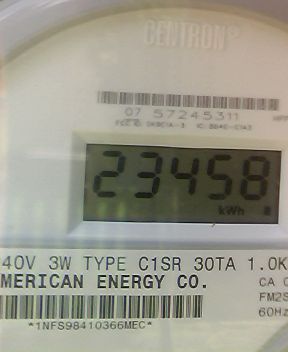 CENTRON®
07 57245311
23458
kWh
40V 3W TYPE C1SR 30TA 1.0K
MERICAN ENERGY CO.
CA 0
FM2S
60Hz
*1NFS98410366MEC*